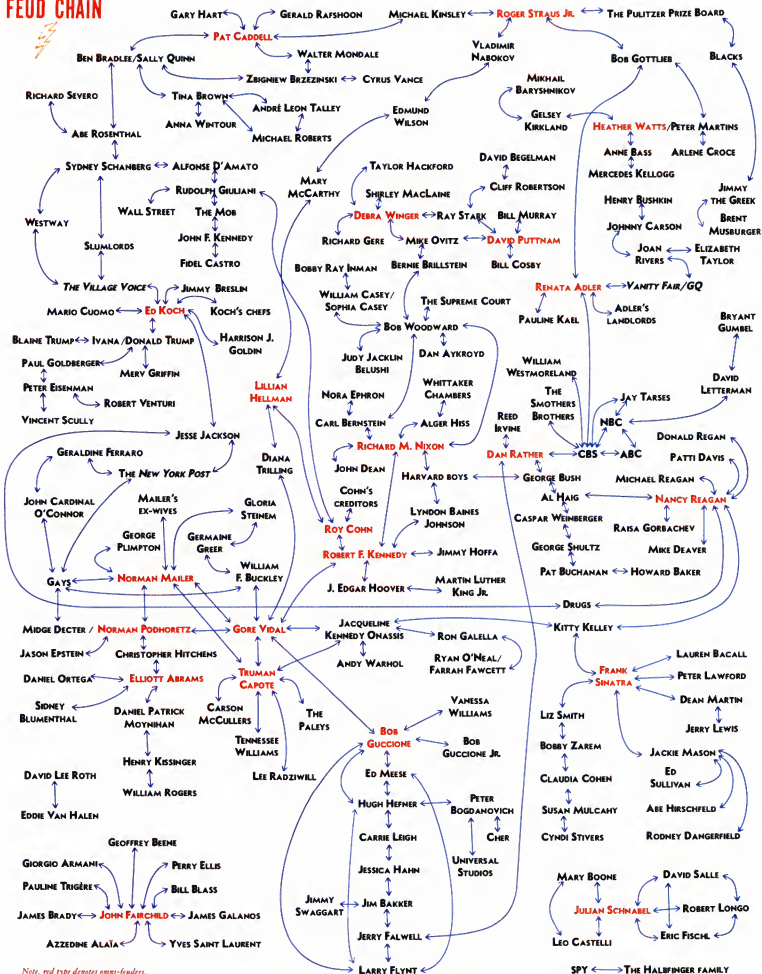 FEUD CHAIN
GARY HART
GERALD RAFSHOON
MICHAEL KINSLEY
ROGER STRAUS JR.
THE PULITZER PRIZE BOARD
PAT CADDELL
BEN BRADLEE/SALLY QUINN
WALTER MONDALE
VLADIMIR
NABOKOV
BOB GOTTLIEB
BLACKS
ZBIGNIEW BRZEZINSKI
CYRUS VANCE
MIKHAIL
BARYSHNIKOV
RICHARD SEVERO
TINA BROWN
ANDRÉ LEON TALLEY
ANNA WINTOUR
MICHAEL ROBERTS
EDMUND
WILSON
GELSEY
KIRKLAND
HEATHER WATTS/PETER MARTINS
ABE ROSENTHAL
ANNE BASS
ARLENE CROCE
SYDNEY SCHANBERG
ALFONSE D'AMATO
TAYLOR HACKFORD
DAVID BEGELMAN
MERCEDES KELLOGG
RUDOLPH GIULIANI
MARY
MCCARTHY
SHIRLEY MACLAINE
CLIFF ROBERTSON
HENRY BUSHKIN
JIMMY
THE GREEK
WALL STREET
THE MOB
DEBRA WINGER
RAY STARK
BILL MURRAY
JOHNNY CARSON
BRENT
MUSBURGER
WESTWAY
JOHN F. KENNEDY
RICHARD GERE
MIKE OVITZ
DAVID PUTTNAM
JOAN
RIVERS
ELIZABETH
TAYLOR
SLUMLORDS
FIDEL CASTRO
BERNIE BRILLSTEIN
BILL COSBY
BOBBY RAY INMAN
THE VILLAGE VOICE
JIMMY BRESLIN
WILLIAM CASEY/
SOPHIA CASEY
THE SUPREME COURT
RENATA ADLER
VANITY FAIR/GQ
MARIO CUOMO
ED KOCH
KOCH'S CHEFS
BOB WOODWARD
PAULINE KAEL
ADLER'S
LANDLORDS
BRYANT
GUMBEL
BLAINE TRUMP
IVANA/DONALD TRUMP
HARRISON J.
GOLDIN
JUDY JACKLIN
BELUSHI
DAN AYKROYD
PAUL GOLDBERGER
MERV GRIFFIN
WILLIAM
WESTMORELAND
DAVID
LETTERMAN
PETER EISENMAN
LILLIAN
HELLMAN
NORA EPHRON
WHITTAKER
CHAMBERS
THE
SMOTHERS
BROTHERS
JAY TARSES
ROBERT VENTURI
REED
IRVINE
NBC
VINCENT SCULLY
CARL BERNSTEIN
ALGER HISS
JESSE JACKSON
RICHARD M. NIXON
DAN RATHER
CBS
ABC
DONALD REGAN
GERALDINE FERRARO
DIANA
TRILLING
JOHN DEAN
PATTI DAVIS
THE NEW YORK POST
HARVARD BOYS
GEORGE BUSH
MICHAEL REAGAN
JOHN CARDINAL
O'CONNOR
MAILER'S
EX-WIVES
GLORIA
STEINEM
COHN'S
CREDITORS
AL HAIG
NANCY REAGAN
LYNDON BAINES
JOHNSON
CASPAR WEINBERGER
RAISA GORBACHEV
GEORGE
PLIMPTON
GERMAINE
GREER
ROY COHN
ROBERT F. KENNEDY
JIMMY HOFFA
GEORGE SHULTZ
MIKE DEAVER
GAYS
NORMAN MAILER
WILLIAM
F. BUCKLEY
J. EDGAR HOOVER
MARTIN LUTHER
KING JR.
PAT BUCHANAN
HOWARD BAKER
DRUGS
MIDGE DECTER / NORMAN PODHORETZ
GORE VIDAL
JACQUELINE
KENNEDY ONASSIS
RON GALELLA
KITTY KELLEY
JASON EPSTEIN
CHRISTOPHER HITCHENS
ANDY WARHOL
RYAN O'NEAL/
FARRAH FAWCETT
LAUREN BACALL
DANIEL ORTEGA
ELLIOTT ABRAMS
TRUMAN
CAPOTE
FRANK
SINATRA
PETER LAWFORD
SIDNEY
BLUMENTHAL
DANIEL PATRICK
MOYNIHAN
CARSON
MCCULLERS
THE
PALEYS
VANESSA
WILLIAMS
LIZ SMITH
DEAN MARTIN
TENNESSEE
WILLIAMS
BOB
GUCCIONE
BOB
GUCCIONE JR.
BOBBY ZAREM
JERRY LEWIS
JACKIE MASON
HENRY KISSINGER
LEE RADZIWILL
ED MEESE
CLAUDIA COHEN
ED
SULLIVAN
DAVID LEE ROTH
WILLIAM ROGERS
HUGH HEFNER
PETER
BOGDANOVICH
SUSAN MULCAHY
ABE HIRSCHFELD
EDDIE VAN HALEN
CARRIE LEIGH
CHER
CYNDI STIVERS
RODNEY DANGERFIELD
GEOFFREY BEENE
JESSICA HAHN
UNIVERSAL
STUDIOS
GIORGIO ARMANI
PERRY ELLIS
MARY BOONE
DAVID SALLE
PAULINE TRIGÈRE
BILL BLASS
JIMMY
SWAGGART
JIM BAKKER
JULIAN SCHNABEL
ROBERT LONGO
JAMES BRADY
JOHN FAIRCHILD
JAMES GALANOS
JERRY FALWELL
LEO CASTELLI
ERIC FISCHL
AZZEDINE ALAÏA
YVES SAINT LAURENT
LARRY FLYNT
SPY
THE HALBFINGER FAMILY
Note, red type denotes omni-feuders.